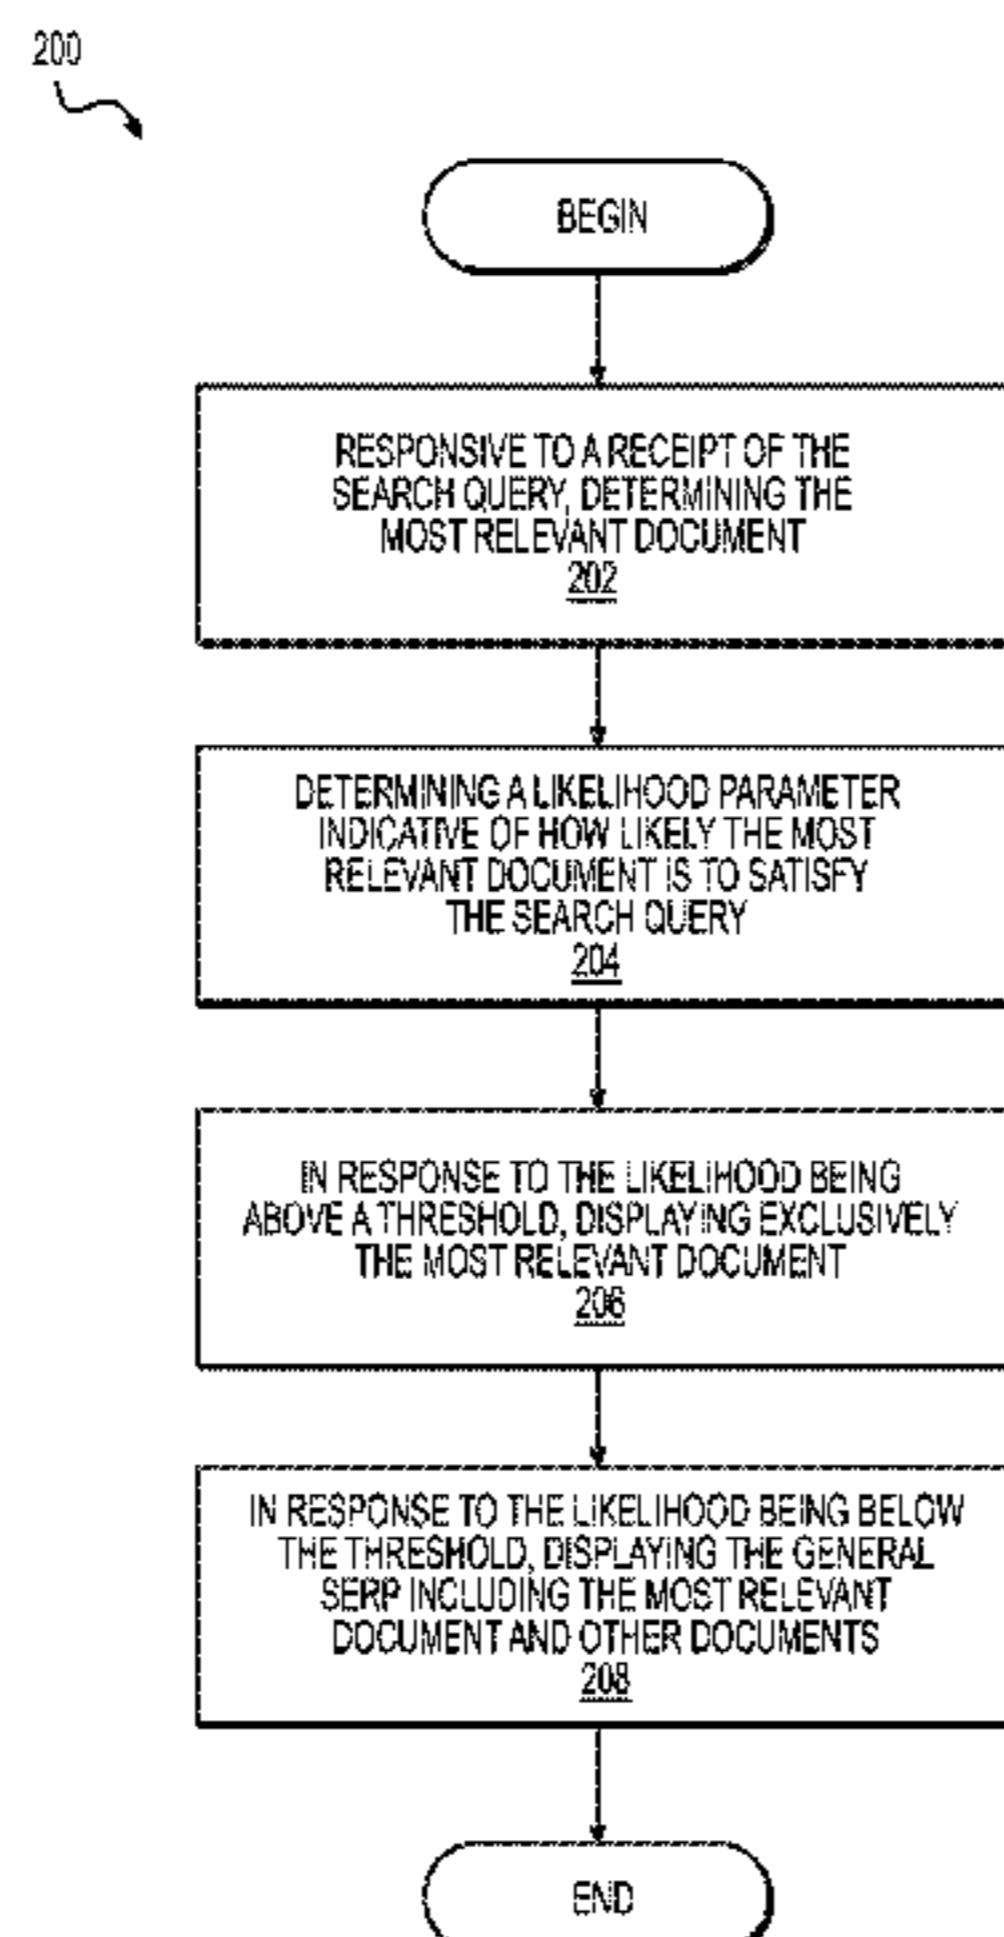 200
BEGIN
RESPONSIVE TO A RECEIPT OF THE
SEARCH QUERY, DETERMINING THE
MOST RELEVANT DOCUMENT
202
DETERMINING A LIKELIHOOD PARAMETER
INDICATIVE OF HOW LIKELY THE MOST
RELEVANT DOCUMENT IS TO SATISFY
THE SEARCH QUERY
204
IN RESPONSE TO THE LIKELIHOOD BEING
ABOVE A THRESHOLD, DISPLAYING EXCLUSIVELY
THE MOST RELEVANT DOCUMENT
206
IN RESPONSE TO THE LIKELIHOOD BEING BELOW
THE THRESHOLD, DISPLAYING THE GENERAL
SERP INCLUDING THE MOST RELEVANT
DOCUMENT AND OTHER DOCUMENTS
208
END